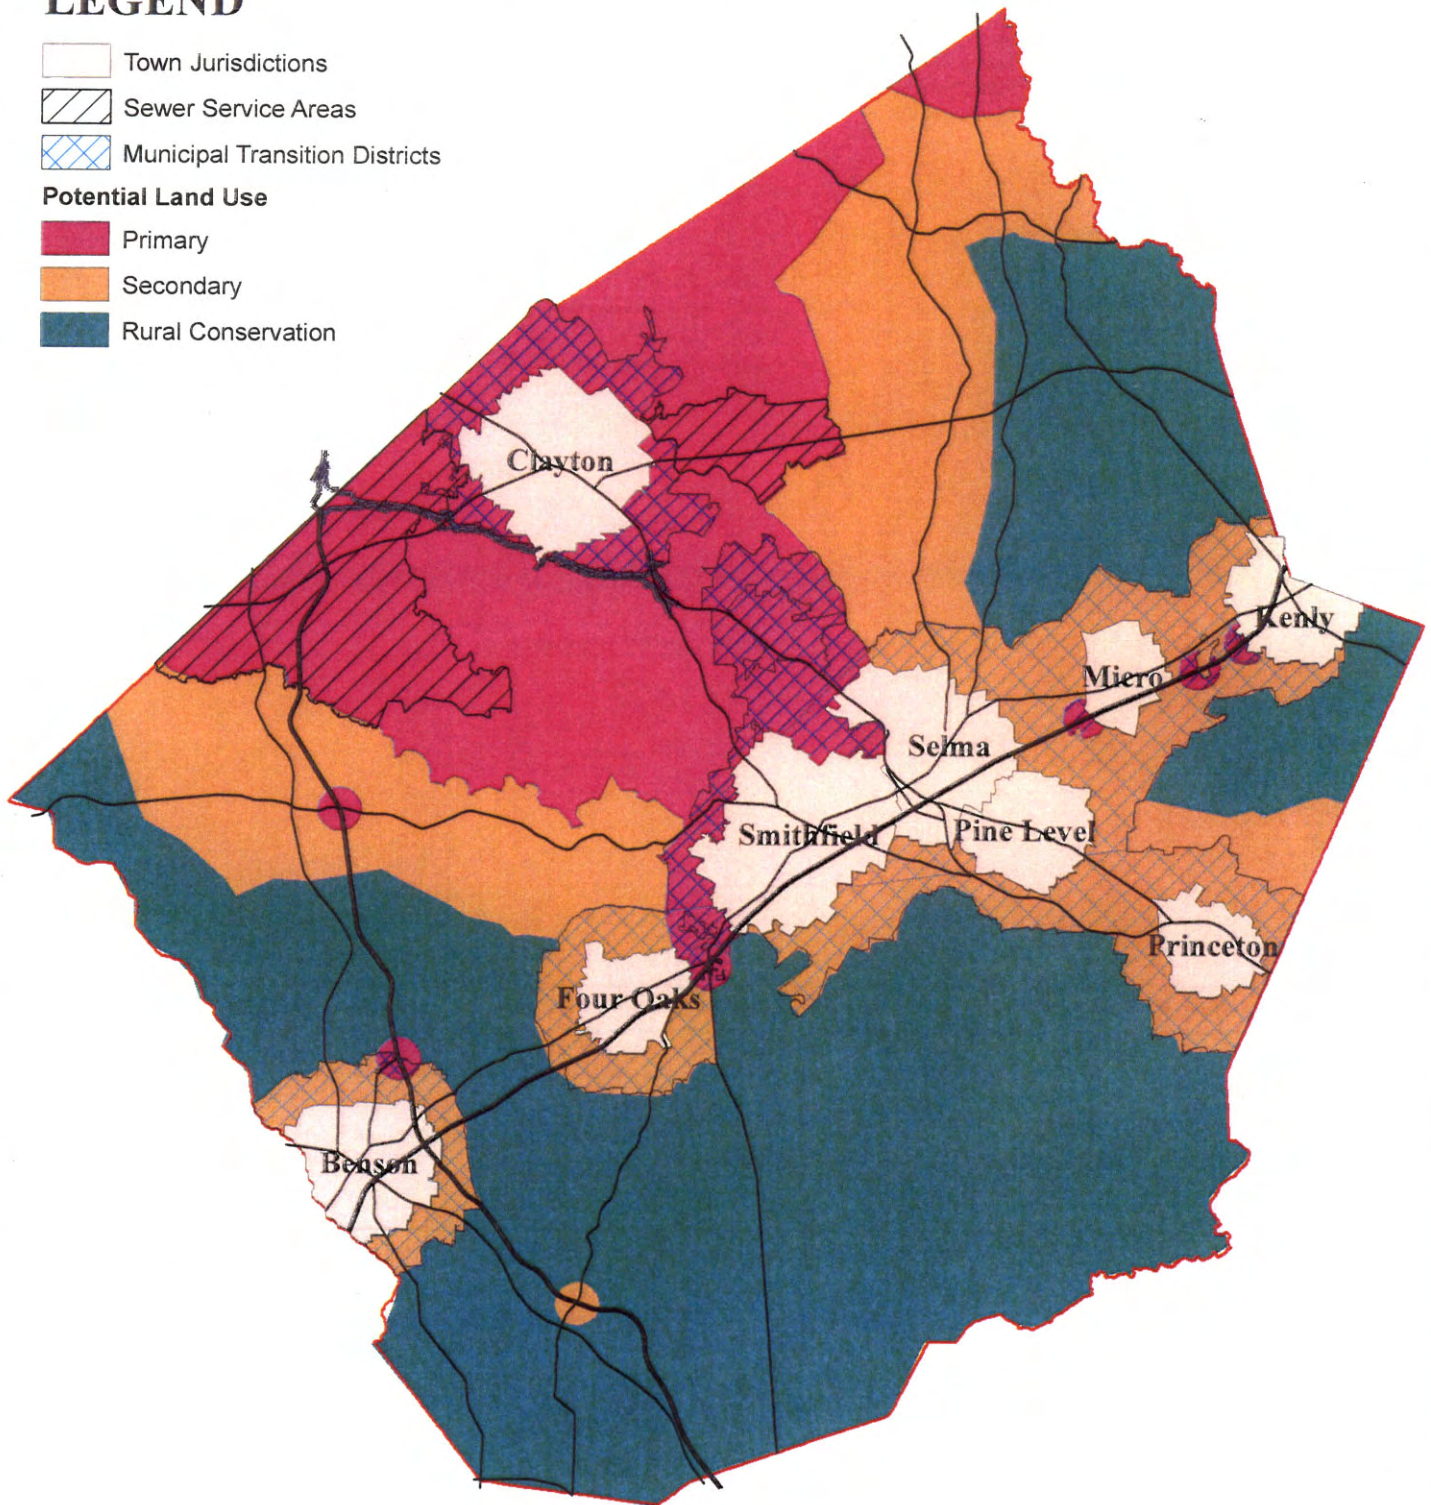 LEGEND
Town Jurisdictions
Sewer Service Areas
Municipal Transition Districts
Potential Land Use
Primary
Secondary
Rural Conservation
Clayton
Kenly
Micro
Selma
Smithfield
Pine Level
Princeton
Four Oaks
Benson